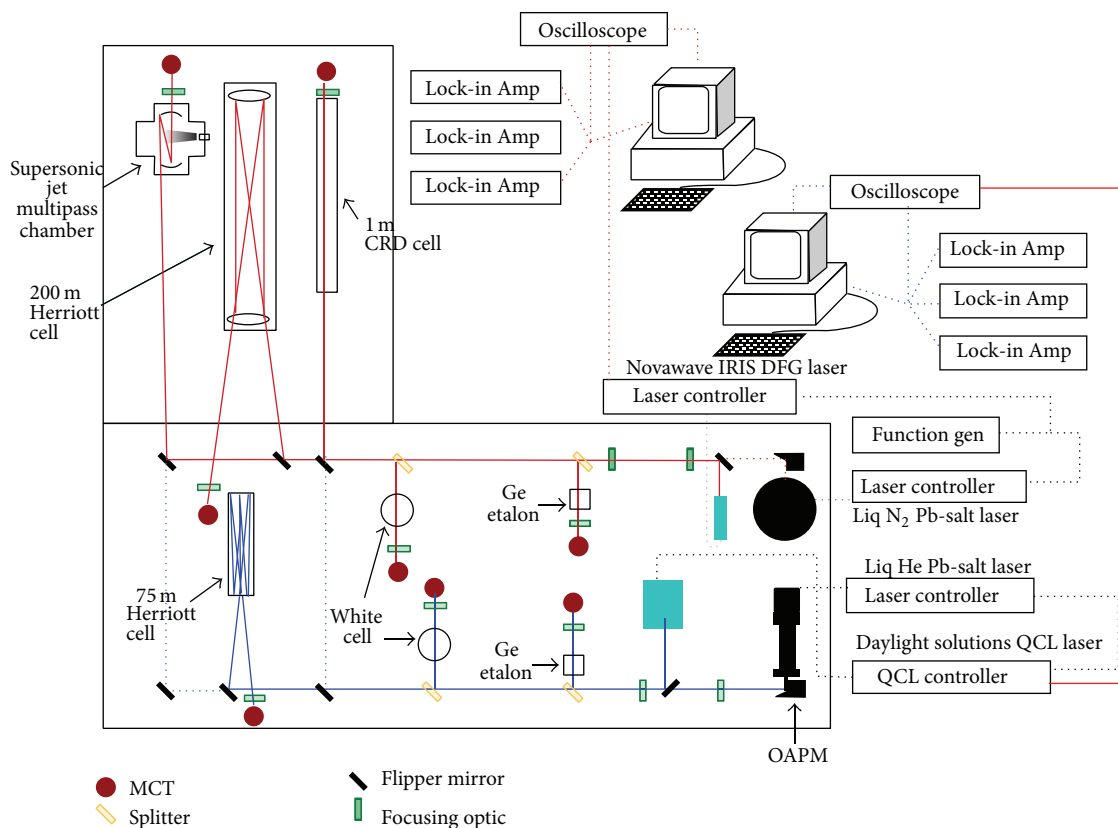 Oscilloscope
Lock-in Amp
Lock-in Amp
Lock-in Amp
Supersonic
jet
multipass
chamber
1 m
CRD cell
200 m
Herriott
cell
Oscilloscope
Lock-in Amp
Lock-in Amp
Lock-in Amp
Novawave IRIS DFG laser
Laser controller
Function gen
Laser controller
Liq N₂ Pb-salt laser
Ge
etalon
Liq He Pb-salt laser
Laser controller
75 m
Herriott
cell
White
cell
Ge
etalon
Daylight solutions QCL laser
QCL controller
OAPM
MCT
Splitter
Flipper mirror
Focusing optic